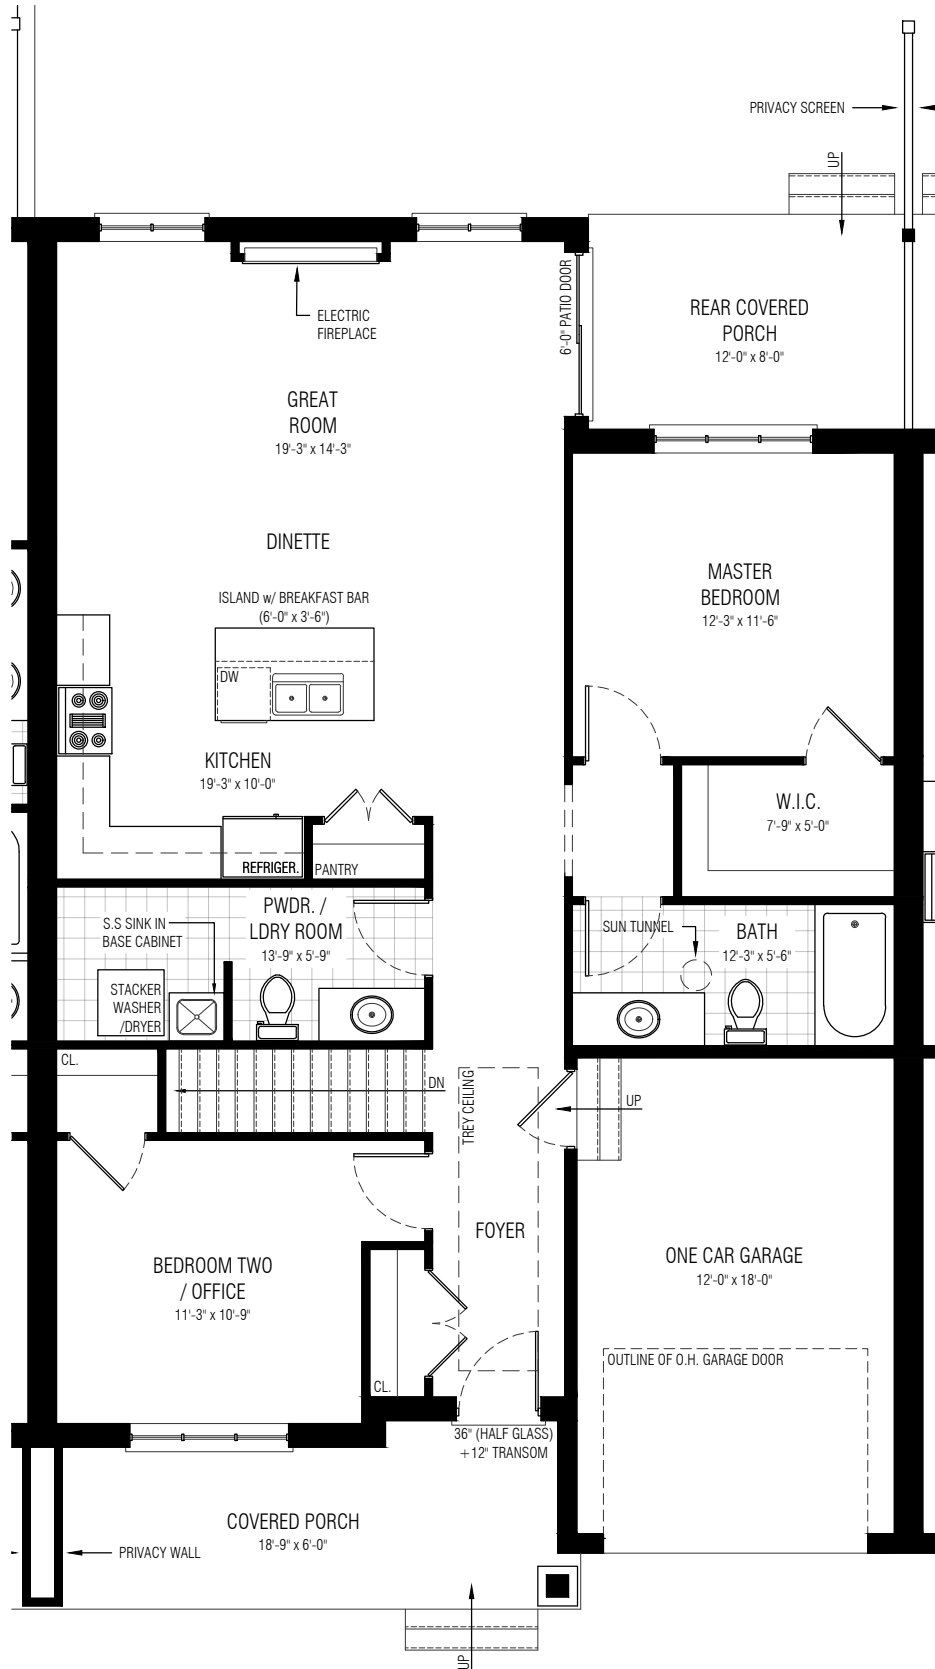 PRIVACY SCREEN
UP
6'-0" PATIO DOOR
REAR COVERED
PORCH
12'-0" x 8'-0"
ELECTRIC
FIREPLACE
GREAT
ROOM
19'-3" x 14'-3"
DINETTE
ISLAND w/ BREAKFAST BAR
(6'-0" x 3'-6")
DW
MASTER
BEDROOM
12'-3" x 11'-6"
KITCHEN
19'-3" x 10'-0"
W.I.C.
7'-9" x 5'-0"
REFRIGER.
PANTRY
PWDR. /
LDRY ROOM
13'-9" x 5'-9"
S.S SINK IN
BASE CABINET
STACKER
WASHER
/DRYER
SUN TUNNEL
BATH
12'-3" x 5'-6"
CL.
DN
TREY CEILING
UP
FOYER
BEDROOM TWO
/ OFFICE
11'-3" x 10'-9"
ONE CAR GARAGE
12'-0" x 18'-0"
OUTLINE OF O.H. GARAGE DOOR
CL.
36" (HALF GLASS)
+12" TRANSOM
COVERED PORCH
18'-9" x 6'-0"
PRIVACY WALL
UP